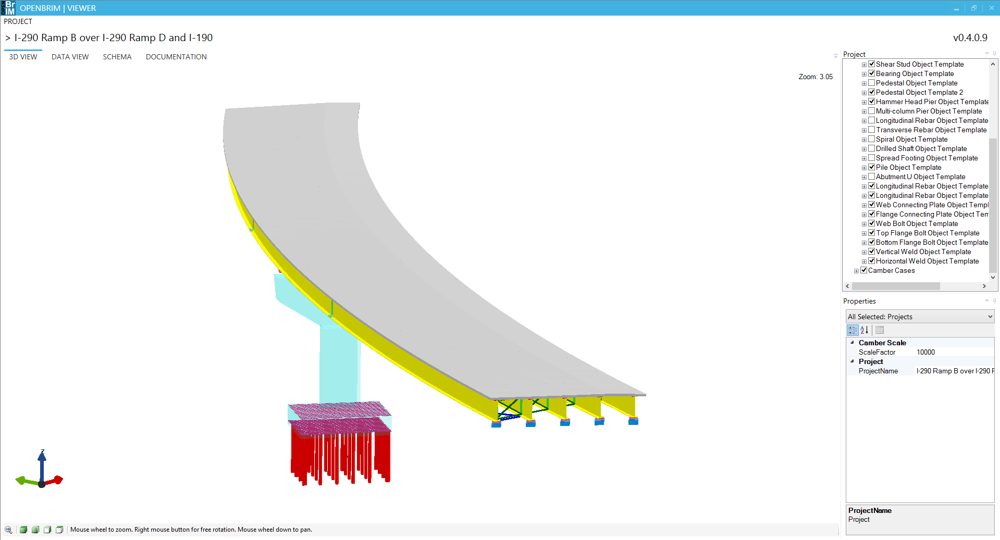 OPEN BrIM OPENBRIM | VIEWER
PROJECT
> I-290 Ramp B over I-290 Ramp D and I-190
v0.4.0.9
3D VIEW DATA VIEW SCHEMA DOCUMENTATION
Zoom: 3.05
Z
Mouse wheel to zoom. Right mouse button for free rotation. Mouse wheel down to pan.
Project
Shear Stud Object Template
Bearing Object Template
Pedestal Object Template
Pedestal Object Template 2
Hammer Head Pier Object Template
Multi-column Pier Object Template
Longitudinal Rebar Object Template
Transverse Rebar Object Template
Spiral Object Template
Drilled Shaft Object Template
Spread Footing Object Template
Pile Object Template
Abutment.U Object Template
Longitudinal Rebar Object Template
Longitudinal Rebar Object Template
Web Connecting Plate Object Templ
Flange Connecting Plate Object Tem
Web Bolt Object Template
Top Flange Bolt Object Template
Bottom Flange Bolt Object Template
Vertical Weld Object Template
Horizontal Weld Object Template
Camber Cases
Properties
All Selected: Projects
A Z
Camber Scale
ScaleFactor 10000
Project
ProjectName I-290 Ramp B over I-290 R
ProjectName
Project